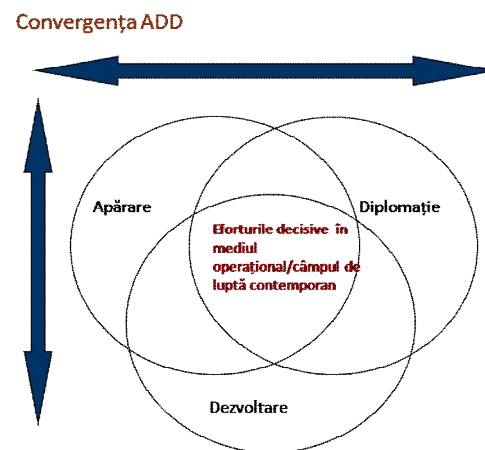 Convergența ADD
Apărare
Diplomație
Eforturile decisive în
mediul
operațional/câmpul de
luptă contemporan
Dezvoltare